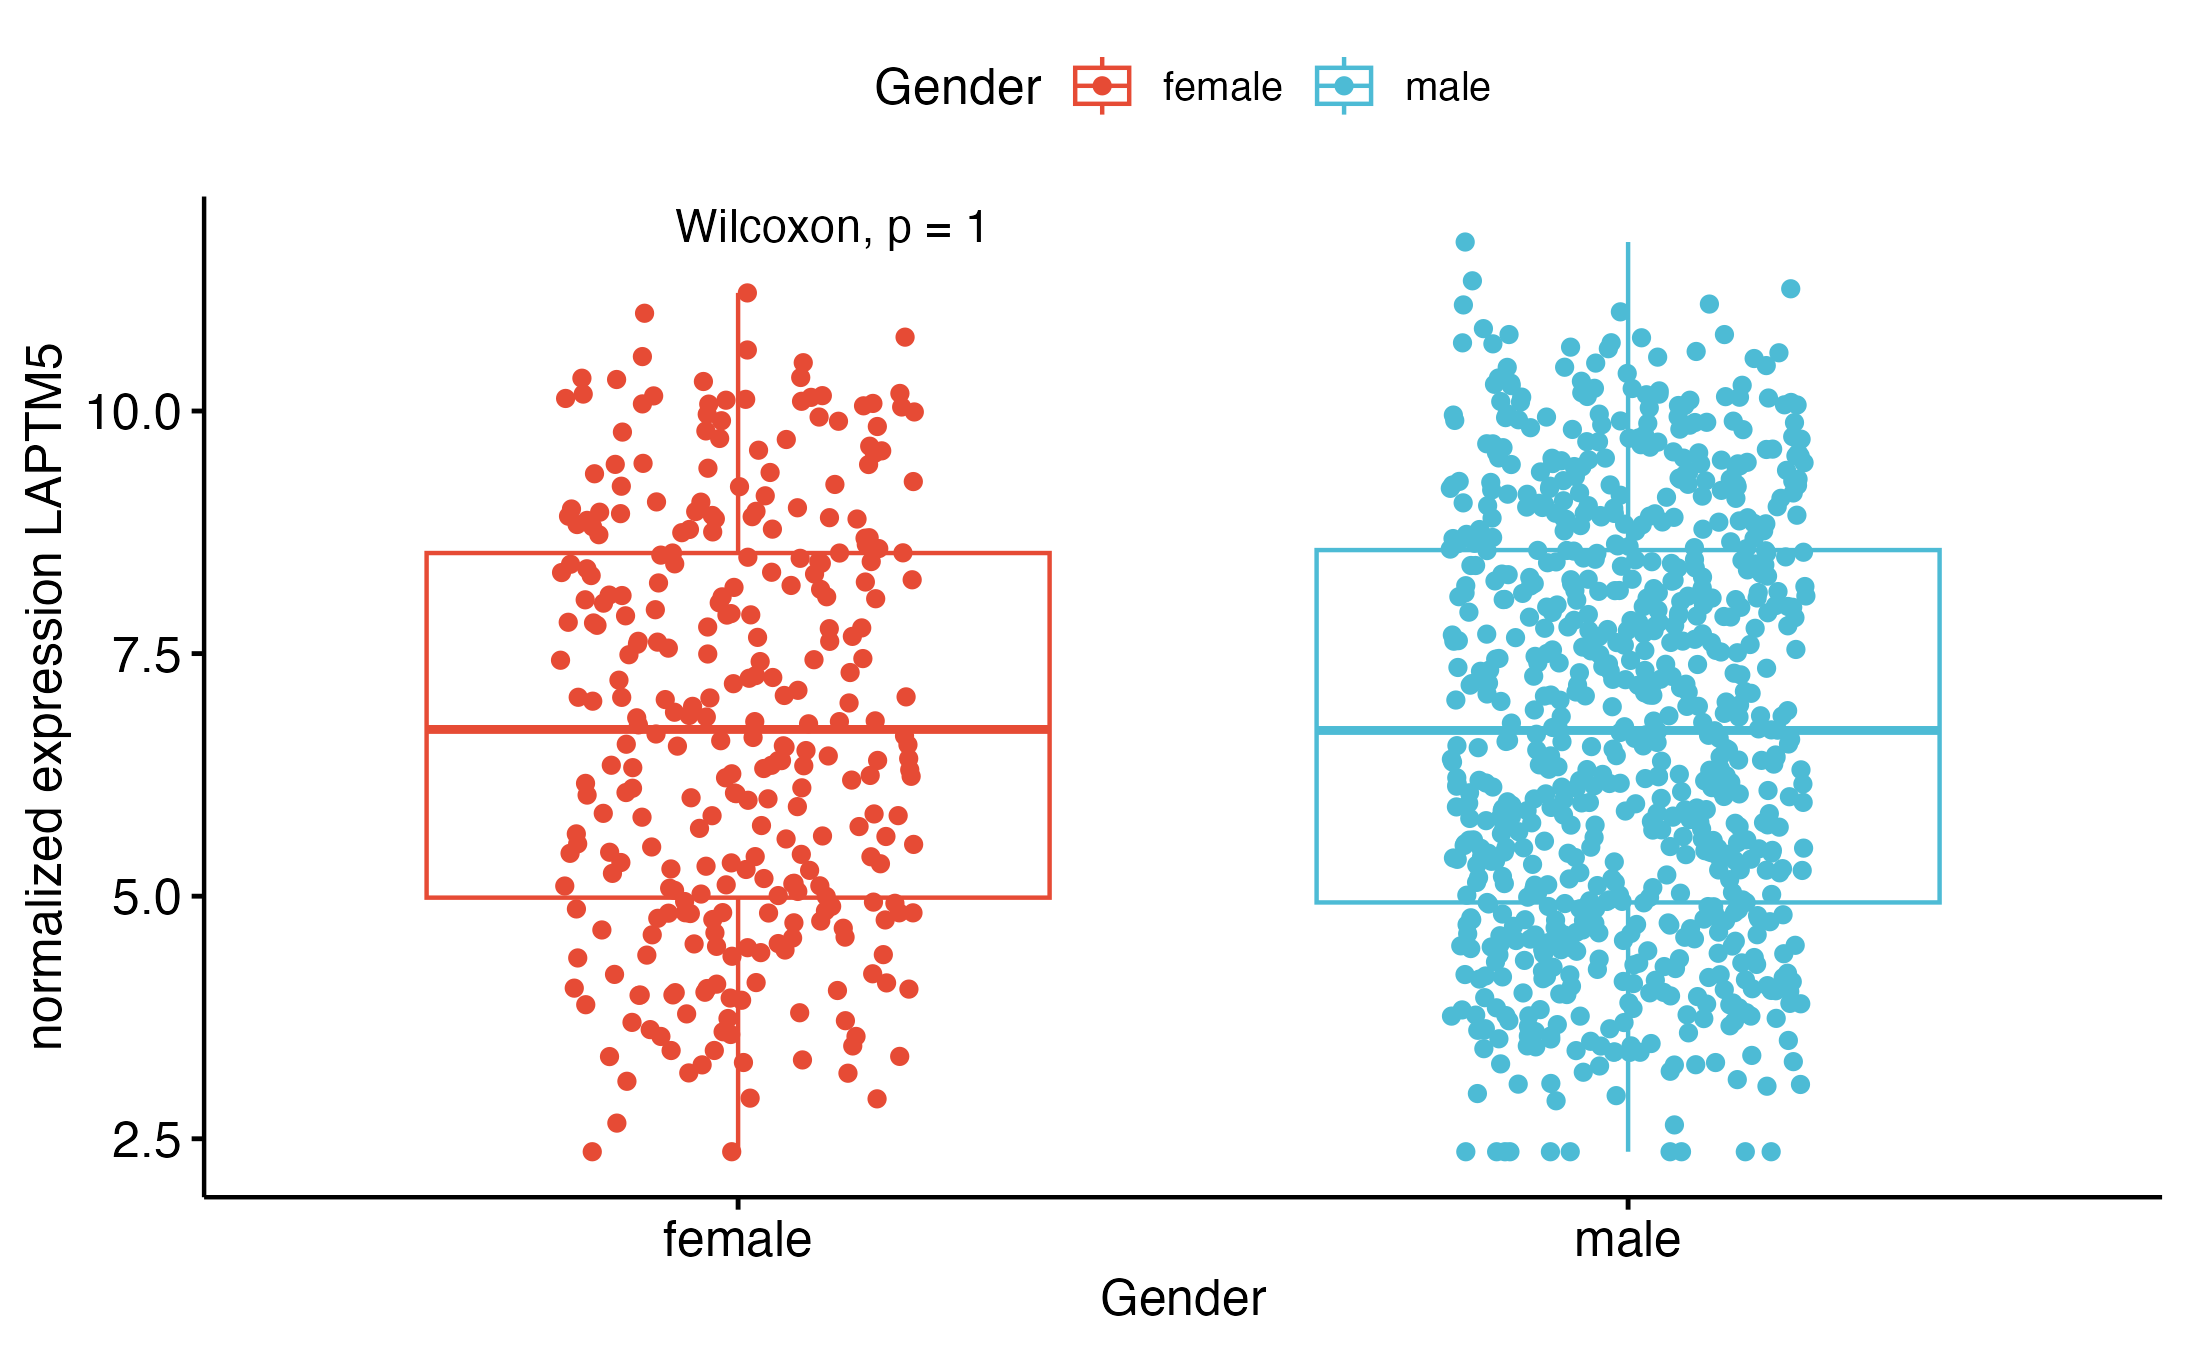 Gender female male
Wilcoxon, p = 1
normalized expression LAPTM5
10.0
7.5
5.0
2.5
female male
Gender